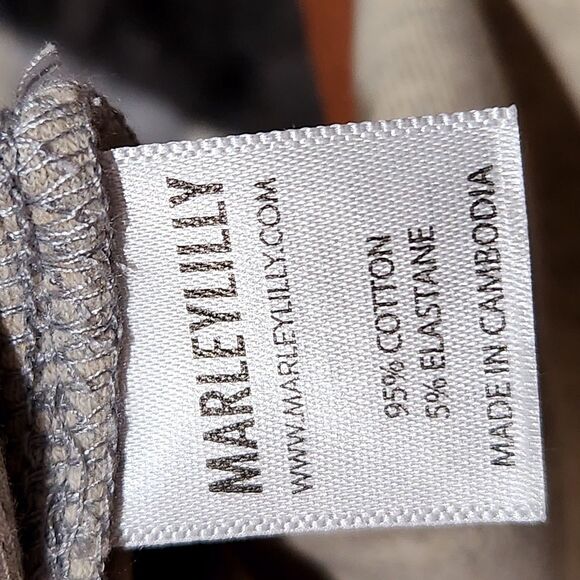 MARLEYLILLY
WWW.MARLEYLILLY.COM
95% COTTON
5% ELASTANE
MADE IN CAMBODIA